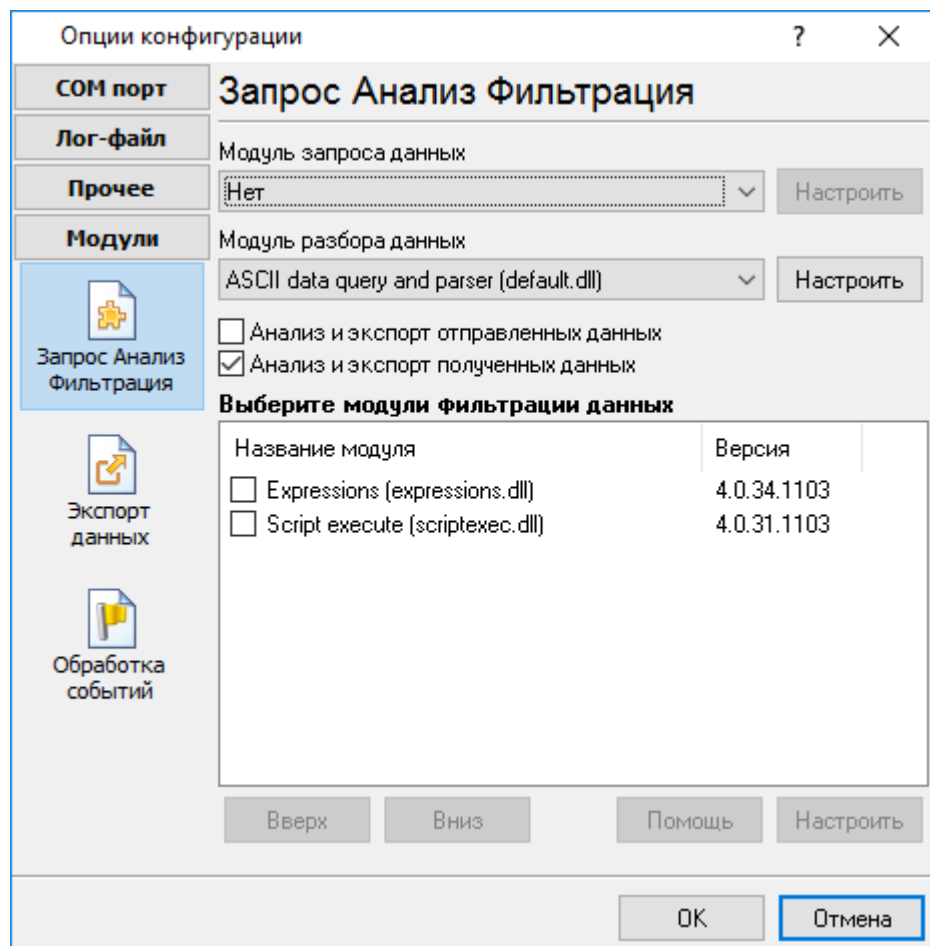 Опции конфигурации
?
COM порт
Лог-файл
Прочее
Модули
Запрос Анализ
Фильтрация
Экспорт
данных
Обработка
событий
Запрос Анализ Фильтрация
Модуль запроса данных
Нет
Настроить
Модуль разбора данных
ASCII data query and parser (default.dll)
Настроить
Анализ и экспорт отправленных данных
Анализ и экспорт полученных данных
Выберите модули фильтрации данных
Название модуля Версия
Expressions (expressions.dll) 4.0.34.1103
Script execute (scriptexec.dll) 4.0.31.1103
Вверх Вниз Помощь Настроить
OK Отмена